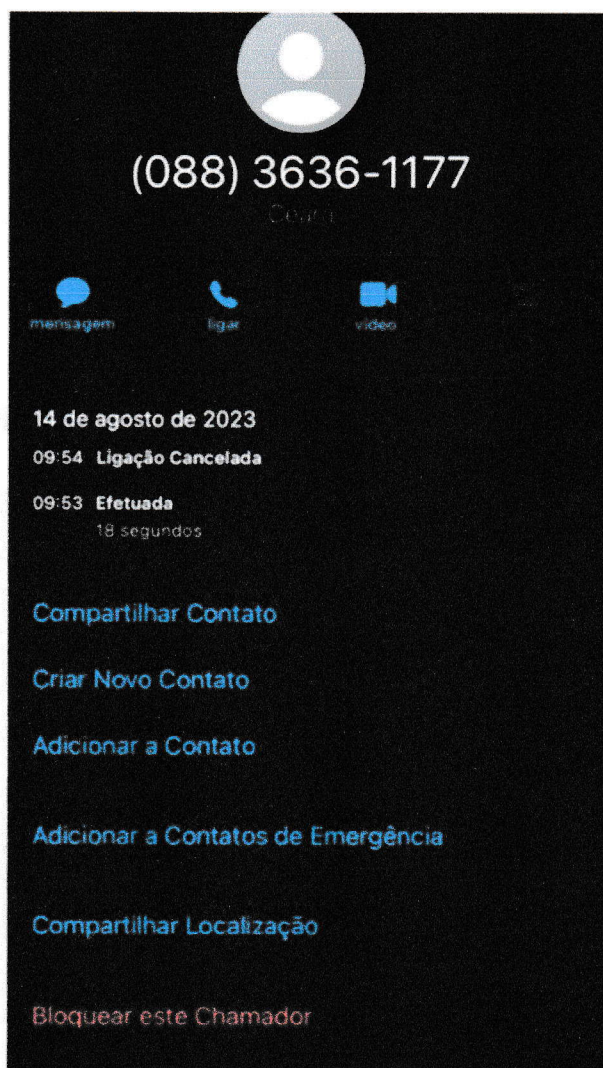 (088) 3636-1177
Ceará
mensagem
ligar
vídeo
14 de agosto de 2023
09:54 Ligação Cancelada
09:53 Efetuada
18 segundos
Compartilhar Contato
Criar Novo Contato
Adicionar a Contato
Adicionar a Contatos de Emergência
Compartilhar Localização
Bloquear este Chamador